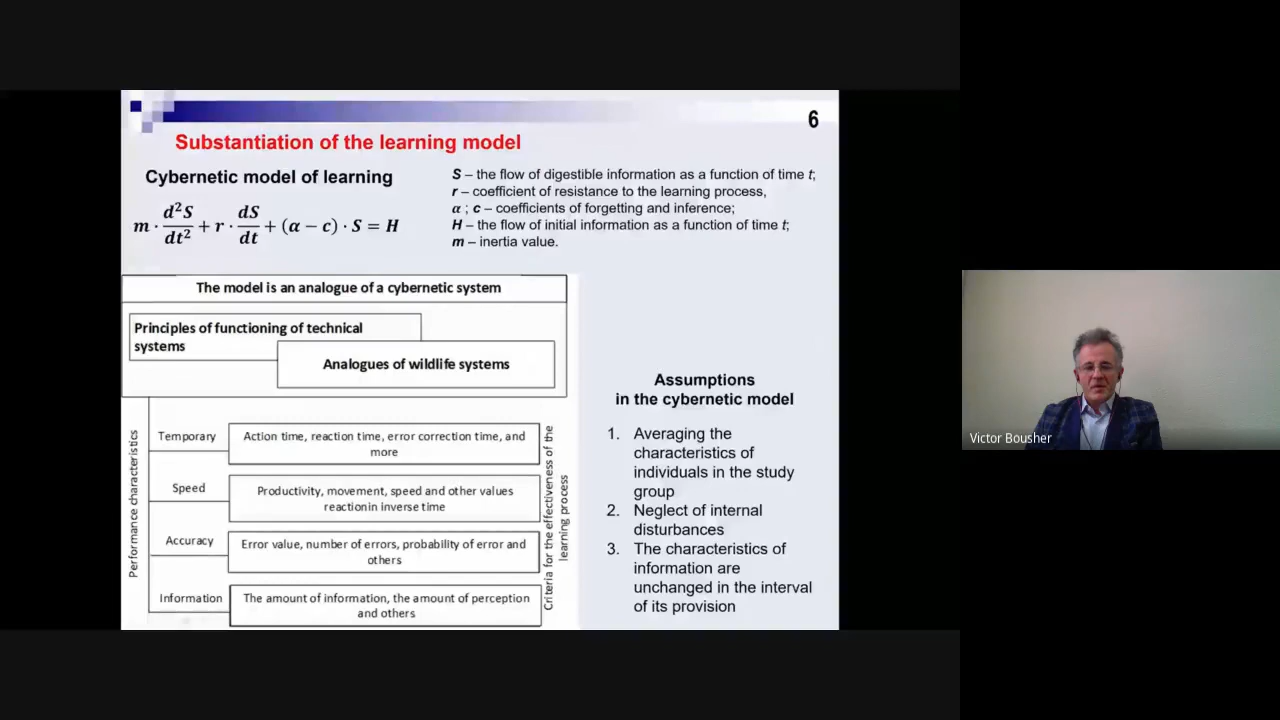 6
Substantiation of the learning model
Cybernetic model of learning
m · d²S/dt² + r · dS/dt + (α − c) · S = H
S – the flow of digestible information as a function of time t;
r – coefficient of resistance to the learning process,
α ; c – coefficients of forgetting and inference;
H – the flow of initial information as a function of time t;
m – inertia value.
The model is an analogue of a cybernetic system
Principles of functioning of technical
systems
Analogues of wildlife systems
Performance characteristics
Temporary
Action time, reaction time, error correction time, and
more
Speed
Productivity, movement, speed and other values
reactionin inverse time
Accuracy
Error value, number of errors, probability of error and
others
Information
The amount of information, the amount of perception
and others
Criteria for the effectiveness of the
learning process
Assumptions
in the cybernetic model
1. Averaging the
characteristics of
individuals in the study
group
2. Neglect of internal
disturbances
3. The characteristics of
information are
unchanged in the interval
of its provision
Victor Bousher